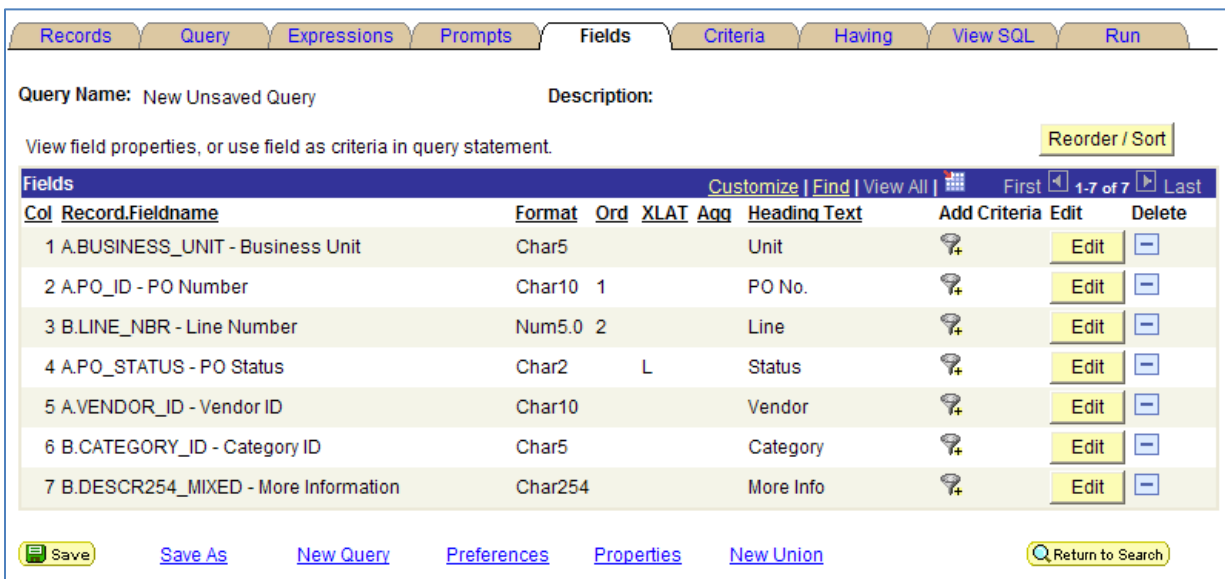 Records Query Expressions Prompts Fields Criteria Having View SQL Run
Query Name: New Unsaved Query Description:
View field properties, or use field as criteria in query statement. Reorder / Sort
Fields Customize | Find | View All | First 1-7 of 7 Last
Col Record.Fieldname Format Ord XLAT Agg Heading Text Add Criteria Edit Delete
1 A.BUSINESS_UNIT - Business Unit Char5 Unit Edit
2 A.PO_ID - PO Number Char10 1 PO No. Edit
3 B.LINE_NBR - Line Number Num5.0 2 Line Edit
4 A.PO_STATUS - PO Status Char2 L Status Edit
5 A.VENDOR_ID - Vendor ID Char10 Vendor Edit
6 B.CATEGORY_ID - Category ID Char5 Category Edit
7 B.DESCR254_MIXED - More Information Char254 More Info Edit
Save Save As New Query Preferences Properties New Union Return to Search